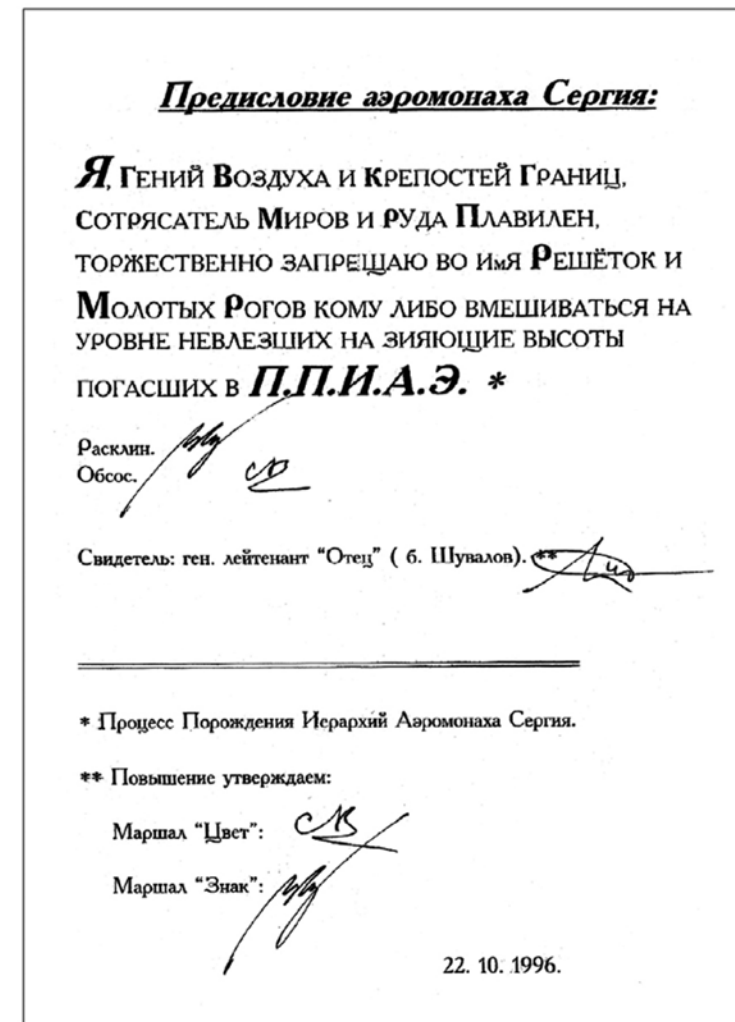 Предисловие аэромонаха Сергия:
Я, Гений Воздуха и Крепостей Границ,
сотрясатель Миров и руда Плавилен,
торжественно запрещаю во имя Решёток и
Молотых Рогов кому либо вмешиваться на
уровне невлезших на зияющие высоты
погасших в П.П.И.А.Э. *
Расклин.
Обсос.
Свидетель: ген. лейтенант “Отец” ( б. Шувалов). **
* Процесс Порождения Иерархий Аэромонаха Сергия.
** Повышение утверждаем:
Маршал “Цвет”:
Маршал “Знак”:
22. 10. 1996.